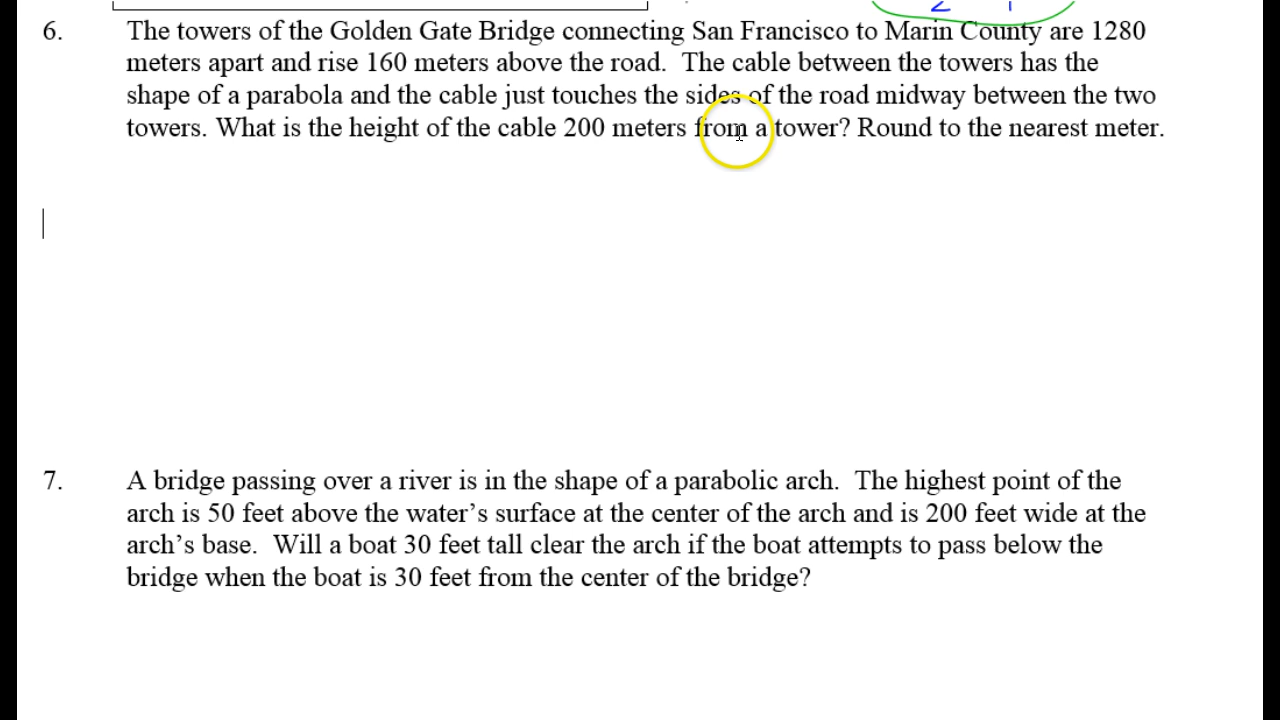 6. The towers of the Golden Gate Bridge connecting San Francisco to Marin County are 1280
meters apart and rise 160 meters above the road. The cable between the towers has the
shape of a parabola and the cable just touches the sides of the road midway between the two
towers. What is the height of the cable 200 meters from a tower? Round to the nearest meter.
7. A bridge passing over a river is in the shape of a parabolic arch. The highest point of the
arch is 50 feet above the water’s surface at the center of the arch and is 200 feet wide at the
arch’s base. Will a boat 30 feet tall clear the arch if the boat attempts to pass below the
bridge when the boat is 30 feet from the center of the bridge?